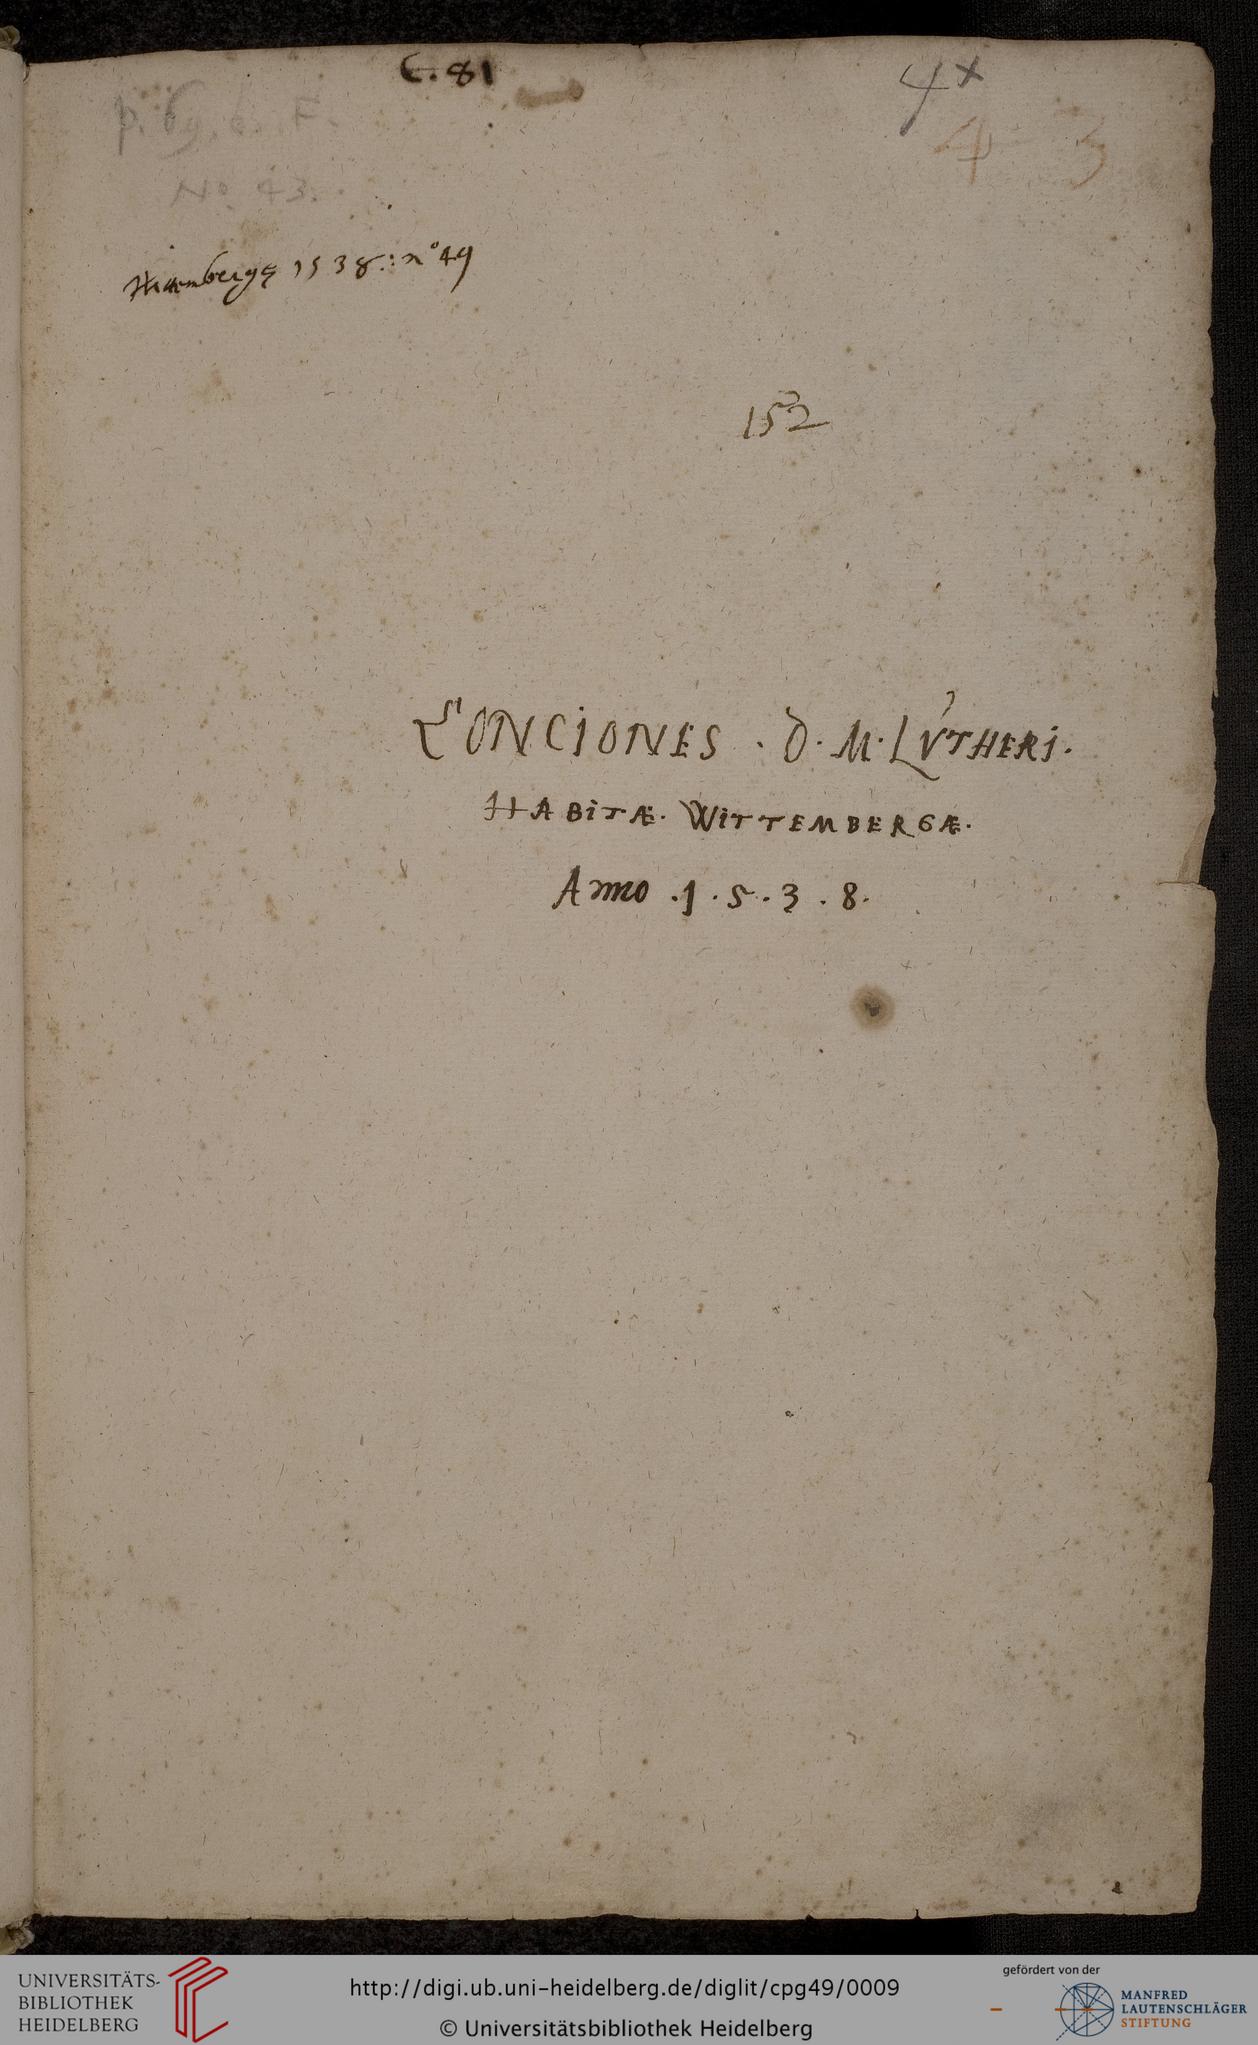 C. 81
4 x
4 3
No 43.
Wittembergę 1538. : n° 49
152
CONCIONES . D. M. LVTHERI.
HABITÆ. WITTEMBERGÆ.
Anno .1.5.3.8.
UNIVERSITÄTS-
BIBLIOTHEK
HEIDELBERG
http://digi.ub.uni-heidelberg.de/diglit/cpg49/0009
© Universitätsbibliothek Heidelberg
gefördert von der
MANFRED
LAUTENSCHLÄGER
STIFTUNG